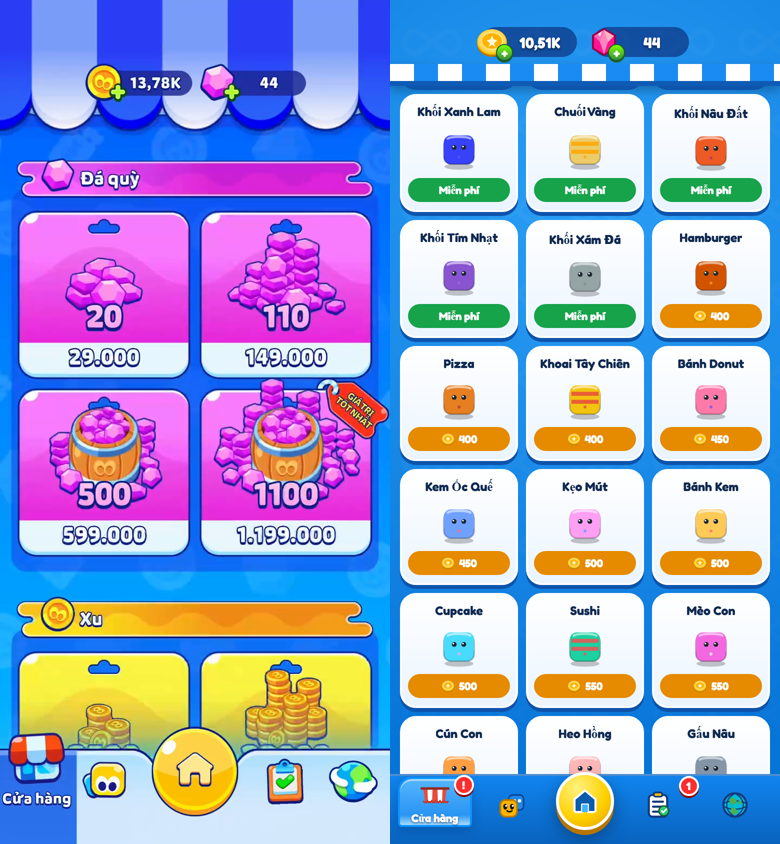 13,78K 44
Đá quý
20 110
29.000 149.000
GIÁ TRỊ
TỐT NHẤT
500 1100
599.000 1.199.000
Xu
Cửa hàng
10,51K 44
Khối Xanh Lam Chuối Vàng Khối Nâu Đất
Miễn phí Miễn phí Miễn phí
Khối Tím Nhạt Khối Xám Đá Hamburger
Miễn phí Miễn phí 400
Pizza Khoai Tây Chiên Bánh Donut
400 400 450
Kem Ốc Quế Kẹo Mút Bánh Kem
450 500 500
Cupcake Sushi Mèo Con
500 550 550
Cún Con Heo Hồng Gấu Nâu
! 1
Cửa hàng